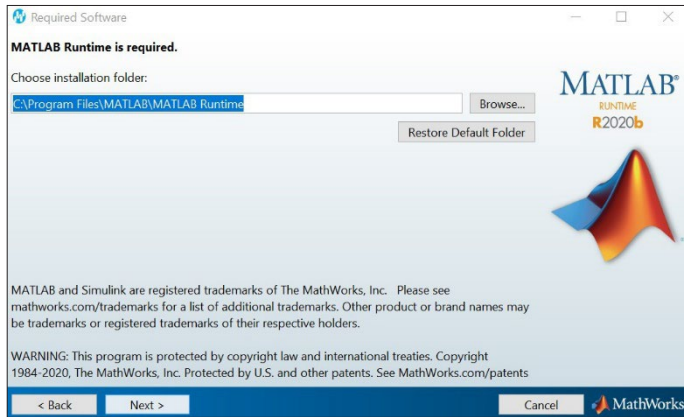 Required Software
MATLAB Runtime is required.
Choose installation folder:
C:\Program Files\MATLAB\MATLAB Runtime
Browse...
Restore Default Folder
MATLAB®
RUNTIME
R2020b
MATLAB and Simulink are registered trademarks of The MathWorks, Inc. Please see
mathworks.com/trademarks for a list of additional trademarks. Other product or brand names may
be trademarks or registered trademarks of their respective holders.
WARNING: This program is protected by copyright law and international treaties. Copyright
1984-2020, The MathWorks, Inc. Protected by U.S. and other patents. See MathWorks.com/patents
< Back
Next >
Cancel
MathWorks